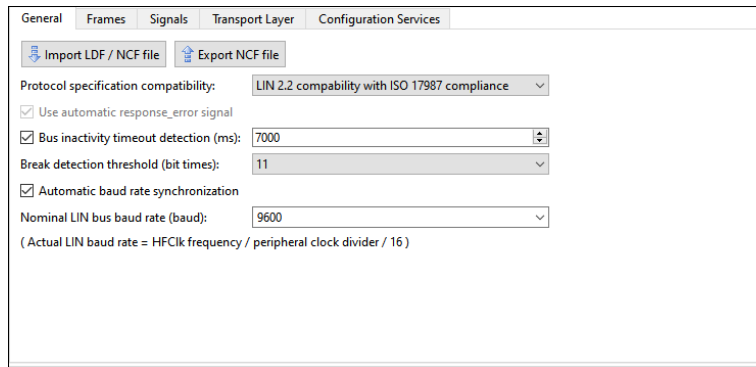 General Frames Signals Transport Layer Configuration Services
Import LDF / NCF file Export NCF file
Protocol specification compatibility: LIN 2.2 compability with ISO 17987 compliance
Use automatic response_error signal
Bus inactivity timeout detection (ms): 7000
Break detection threshold (bit times): 11
Automatic baud rate synchronization
Nominal LIN bus baud rate (baud): 9600
( Actual LIN baud rate = HFClk frequency / peripheral clock divider / 16 )